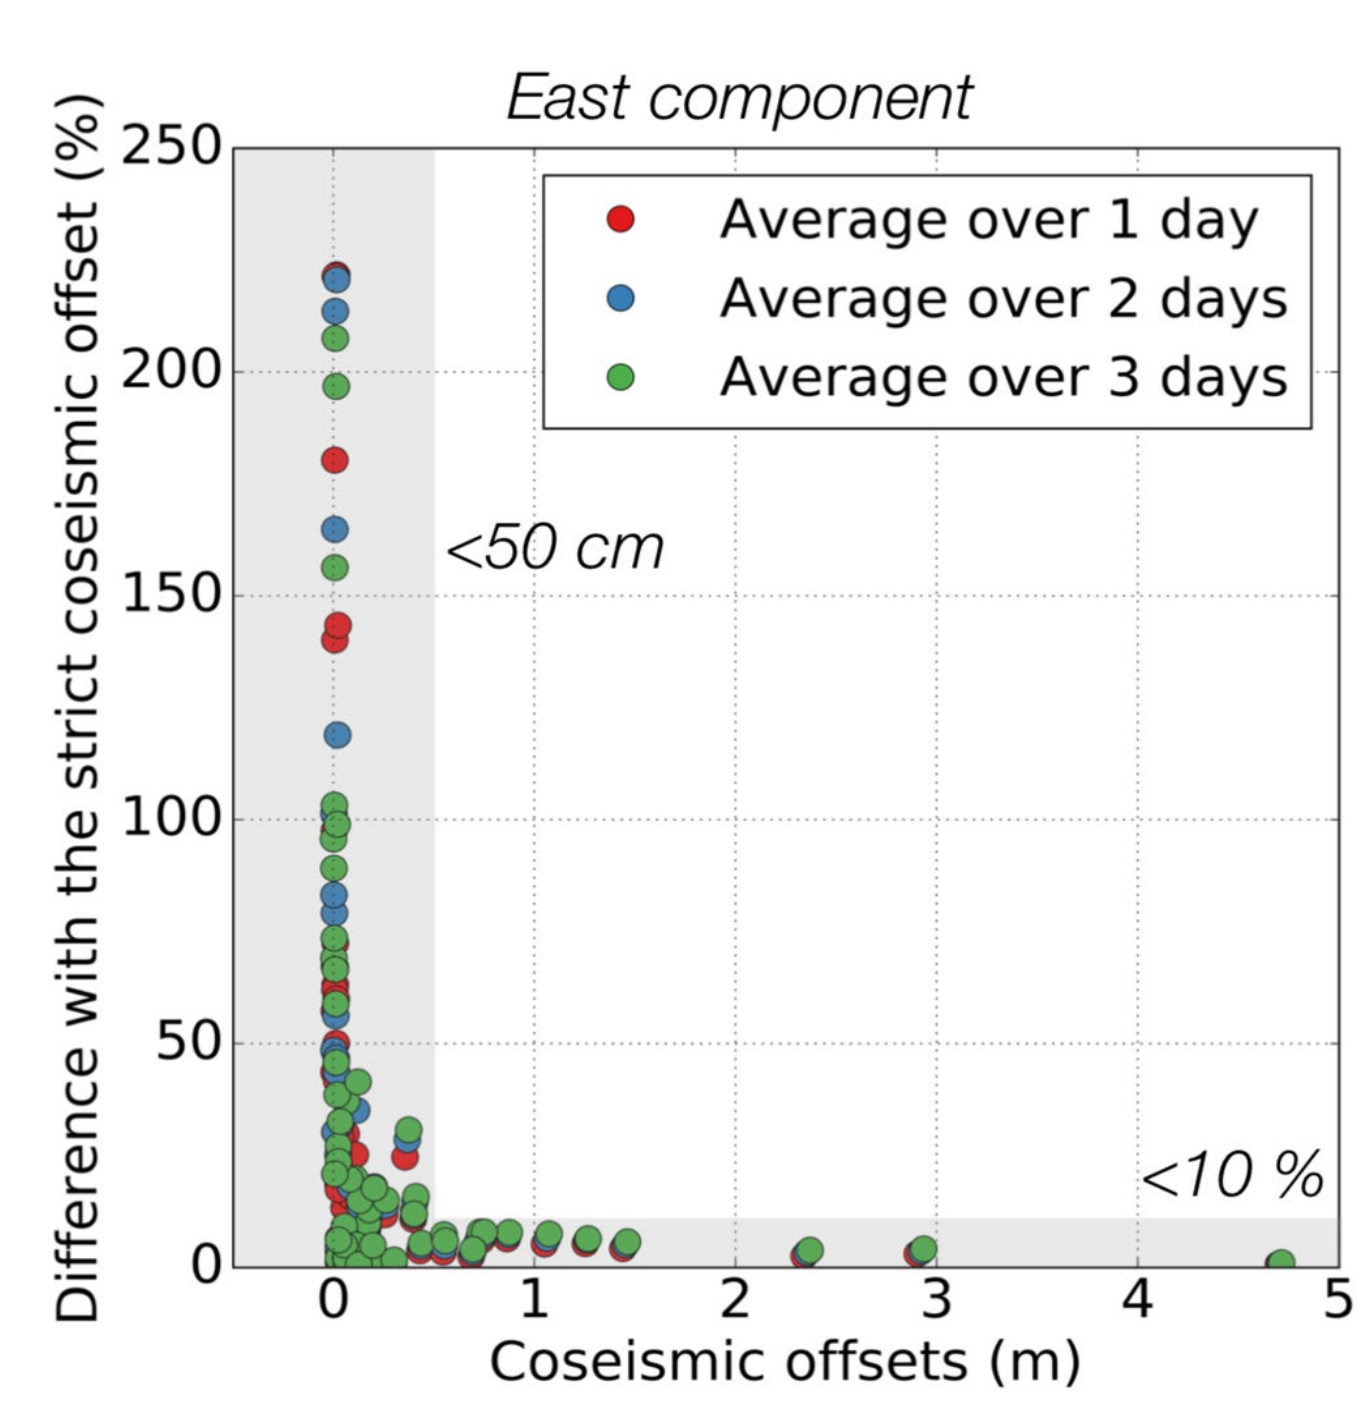 East component
Difference with the strict coseismic offset (%)
250
200
150
100
50
0
Average over 1 day
Average over 2 days
Average over 3 days
<50 cm
<10 %
0 1 2 3 4 5
Coseismic offsets (m)